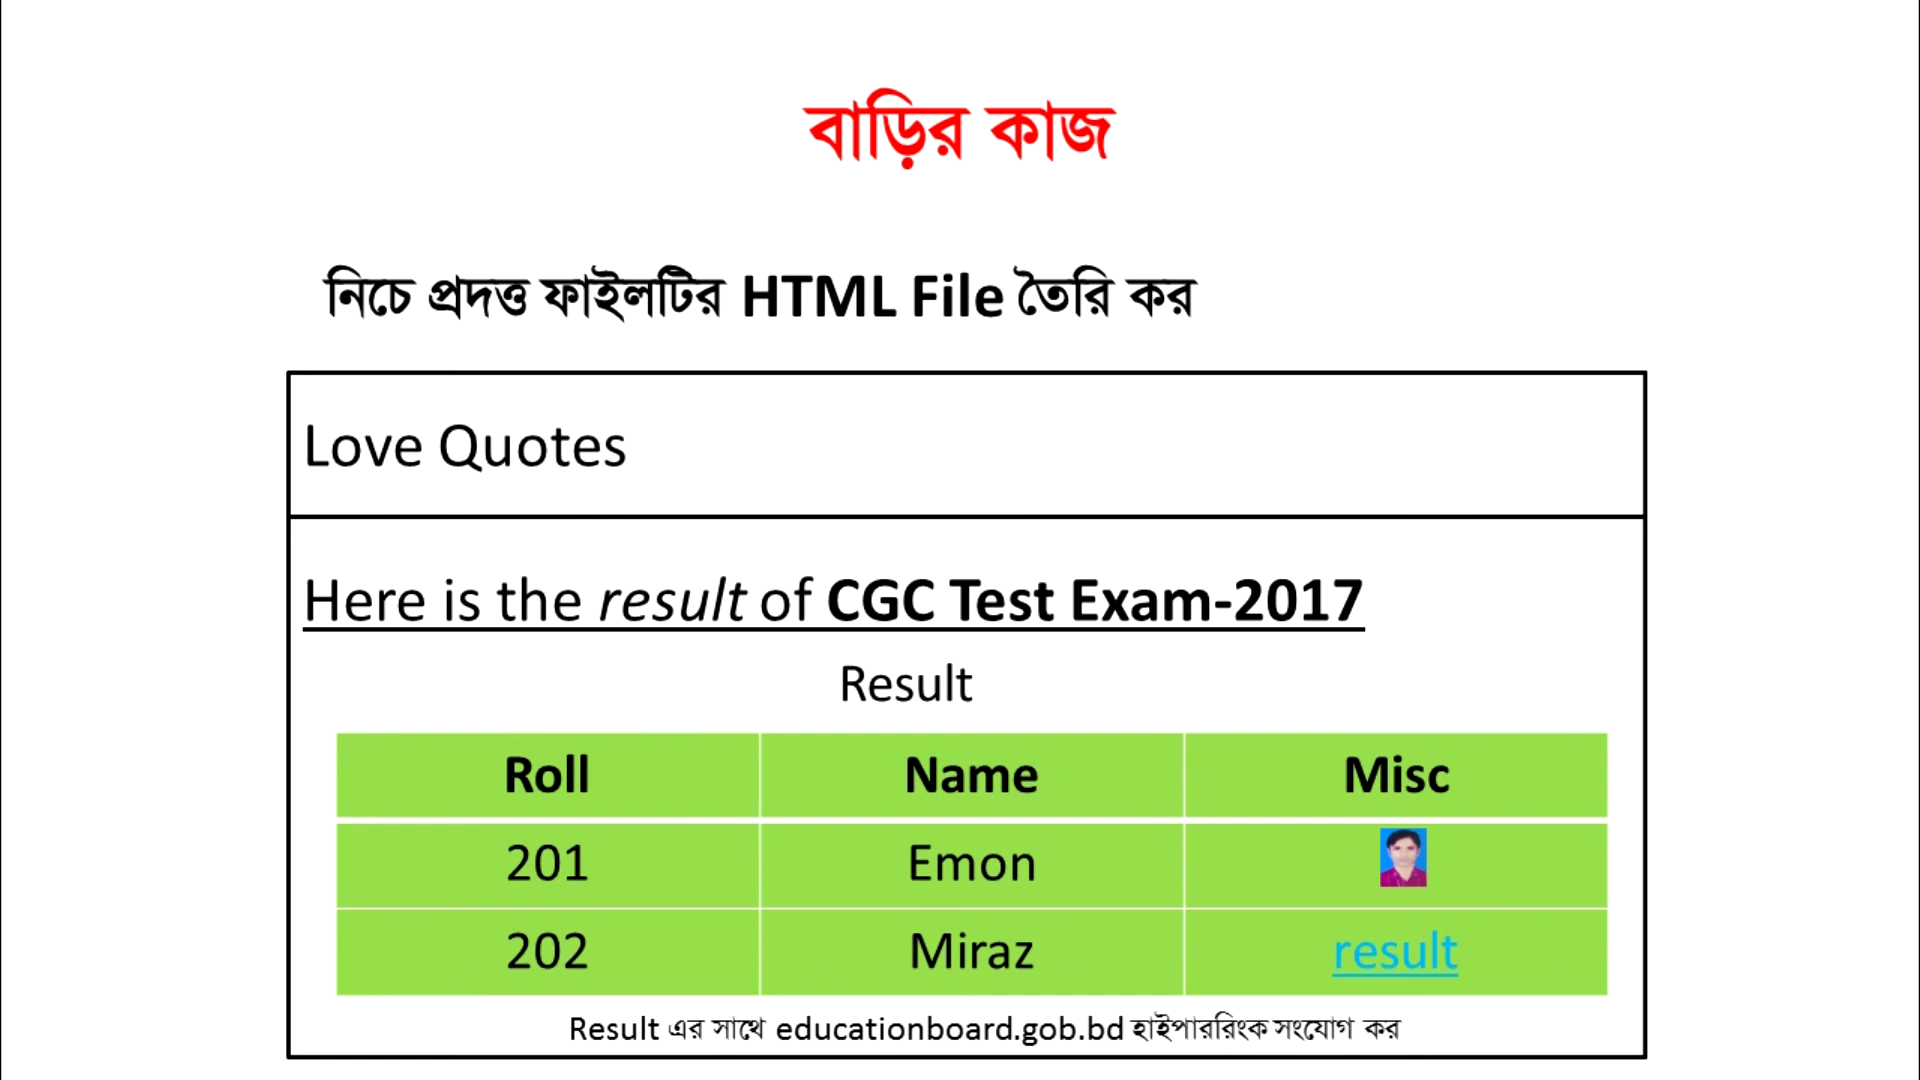 বাড়ির কাজ
নিচে প্রদত্ত ফাইলটির HTML File তৈরি কর
Love Quotes
Here is the result of CGC Test Exam-2017
Result
Roll Name Misc
201 Emon
202 Miraz result
Result এর সাথে educationboard.gob.bd হাইপাররিংক সংযোগ কর